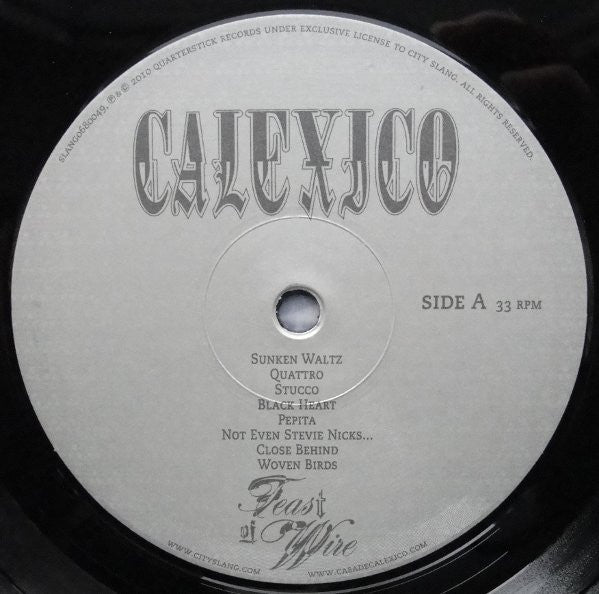 SLANG0680049, ℗ & © 2010 QUARTERSTICK RECORDS UNDER EXCLUSIVE LICENSE TO CITY SLANG. ALL RIGHTS RESERVED.
CALEXICO
SIDE A 33 RPM
SUNKEN WALTZ
QUATTRO
STUCCO
BLACK HEART
PEPITA
NOT EVEN STEVIE NICKS...
CLOSE BEHIND
WOVEN BIRDS
Feast
of Wire
WWW.CITYSLANG.COM
WWW.CASADECALEXICO.COM